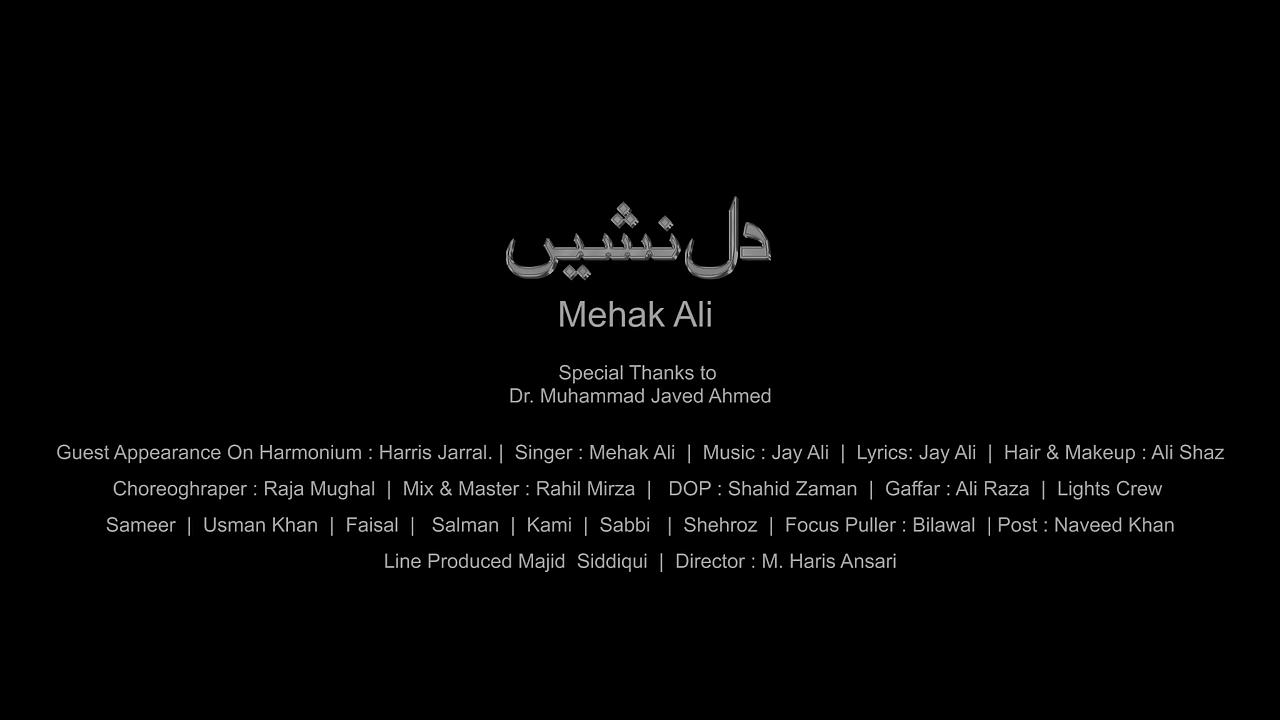 دل نشیں
Mehak Ali
Special Thanks to
Dr. Muhammad Javed Ahmed
Guest Appearance On Harmonium : Harris Jarral. | Singer : Mehak Ali | Music : Jay Ali | Lyrics: Jay Ali | Hair & Makeup : Ali Shaz
Choreoghraper : Raja Mughal | Mix & Master : Rahil Mirza | DOP : Shahid Zaman | Gaffar : Ali Raza | Lights Crew
Sameer | Usman Khan | Faisal | Salman | Kami | Sabbi | Shehroz | Focus Puller : Bilawal | Post : Naveed Khan
Line Produced Majid Siddiqui | Director : M. Haris Ansari